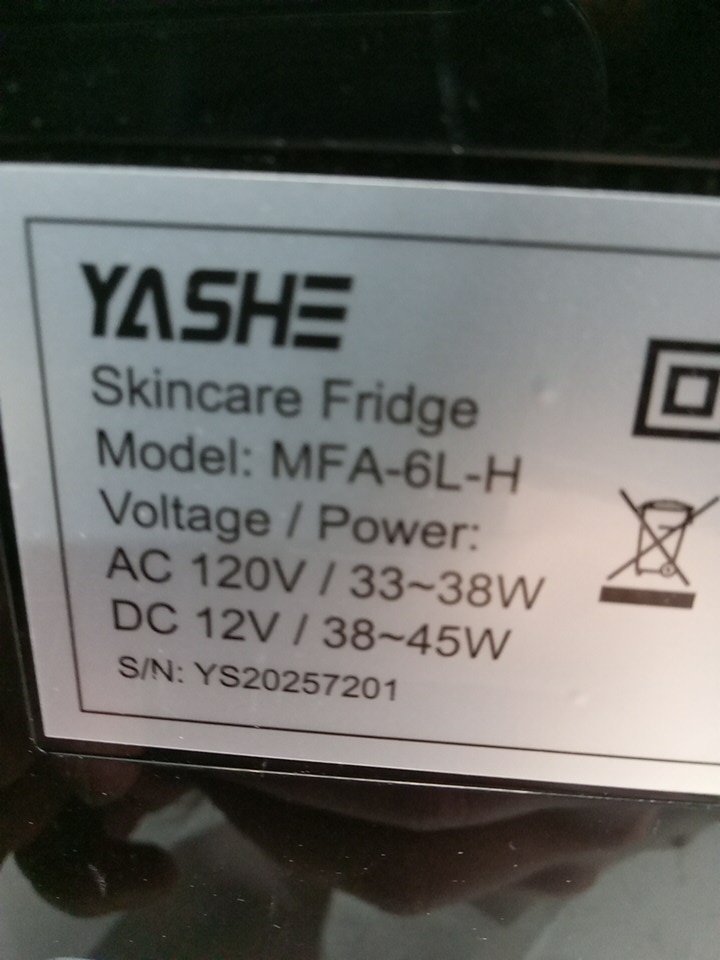 YASHE
Skincare Fridge
Model: MFA-6L-H
Voltage / Power:
AC 120V / 33~38W
DC 12V / 38~45W
S/N: YS20257201